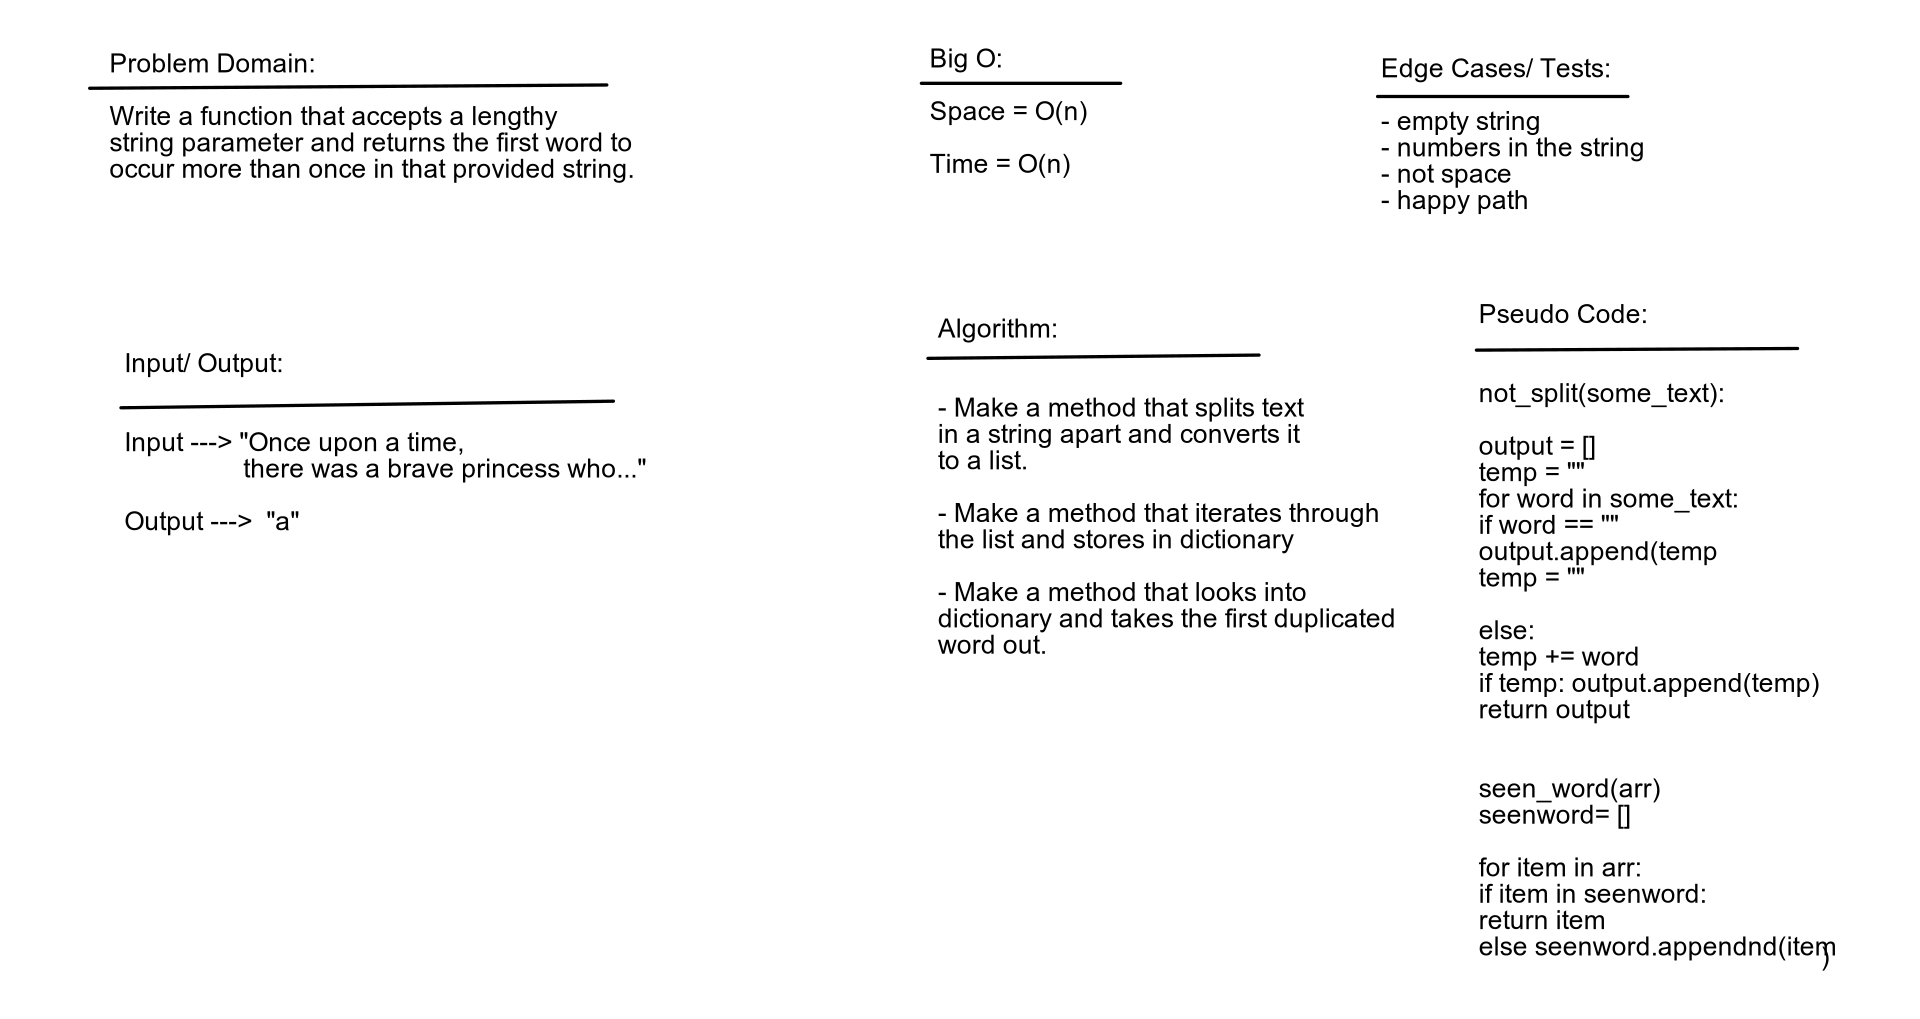 Problem Domain:
Write a function that accepts a lengthy
string parameter and returns the first word to
occur more than once in that provided string.
Input/ Output:
Input ---> "Once upon a time,
there was a brave princess who..."
Output ---> "a"
Big O:
Space = O(n)
Time = O(n)
Edge Cases/ Tests:
- empty string
- numbers in the string
- not space
- happy path
Algorithm:
- Make a method that splits text
in a string apart and converts it
to a list.
- Make a method that iterates through
the list and stores in dictionary
- Make a method that looks into
dictionary and takes the first duplicated
word out.
Pseudo Code:
not_split(some_text):
output = []
temp = ""
for word in some_text:
if word == ""
output.append(temp
temp = ""
else:
temp += word
if temp: output.append(temp)
return output
seen_word(arr)
seenword= []
for item in arr:
if item in seenword:
return item
else seenword.appendnd(item
)